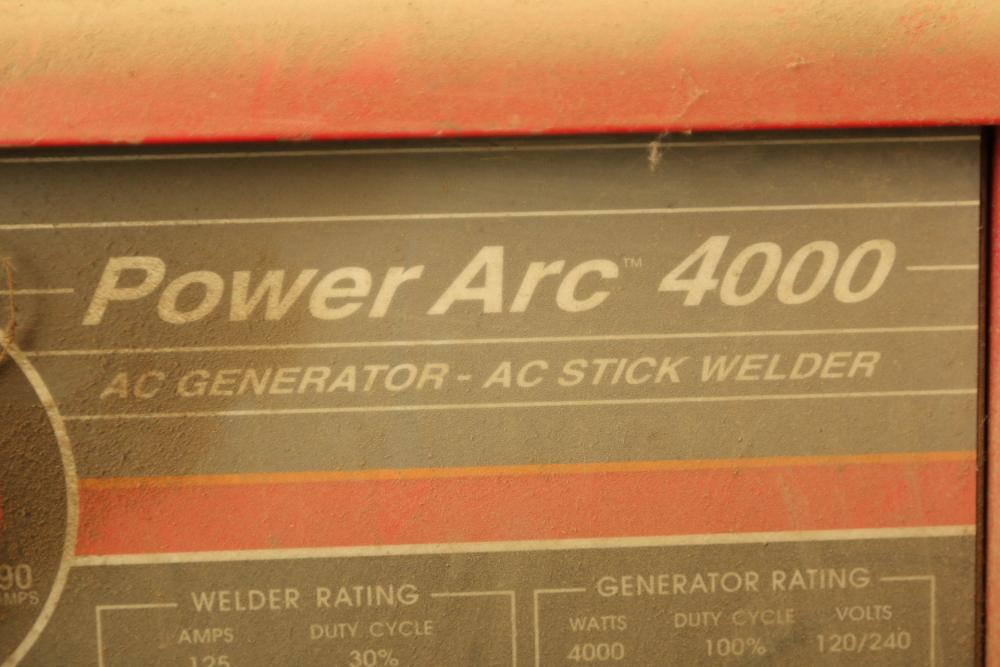 Power Arc™ 4000
AC GENERATOR - AC STICK WELDER
90
AMPS
WELDER RATING
AMPS DUTY CYCLE
125 30%
GENERATOR RATING
WATTS DUTY CYCLE VOLTS
4000 100% 120/240